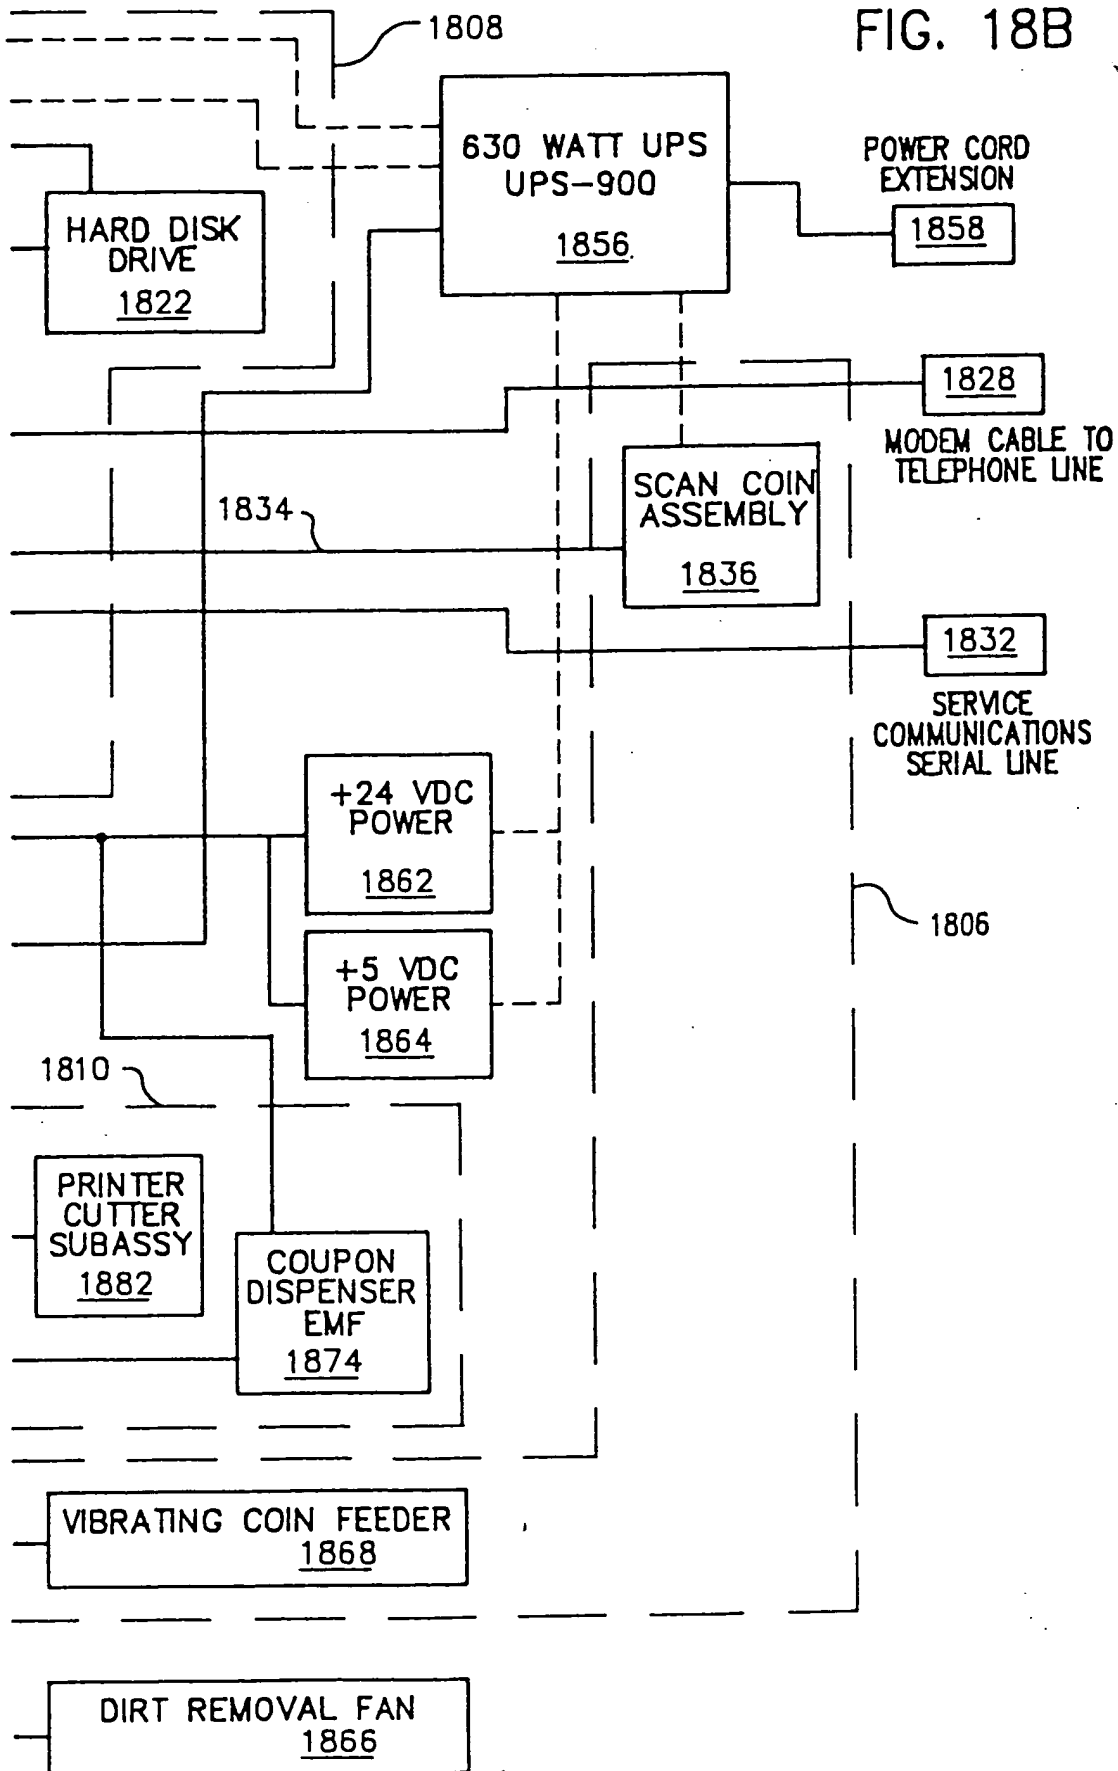 FIG. 18B
1808
630 WATT UPS
UPS-900
1856
POWER CORD
EXTENSION
1858
HARD DISK
DRIVE
1822
1828
MODEM CABLE TO
TELEPHONE LINE
SCAN COIN
ASSEMBLY
1836
1834
1832
SERVICE
COMMUNICATIONS
SERIAL LINE
+24 VDC
POWER
1862
1806
+5 VDC
POWER
1864
1810
PRINTER
CUTTER
SUBASSY
1882
COUPON
DISPENSER
EMF
1874
VIBRATING COIN FEEDER
1868
DIRT REMOVAL FAN
1866